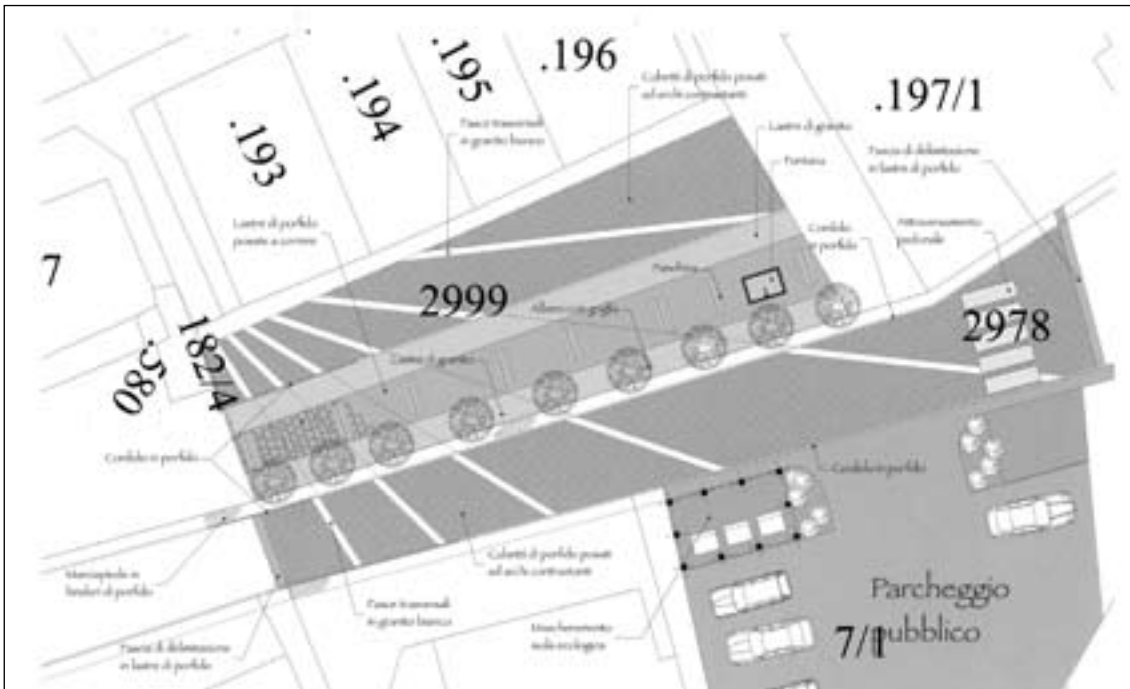 .195
.196
.194
Cubetti di porfido posati
ad archi contrastanti
.197/1
.193
Fasce trasversali
in granito bianco
Lastre di granito
Fontana
Fascia di delimitazione
in lastre di porfido
Lastre di porfido
posate a correre
Cordolo
in porfido
Attraversamento
pedonale
7
2999
Panchina
2978
182/4
.580
Lastre di granito
Cordolo in porfido
Cordolo in porfido
Marciapiede in
binderi di porfido
Cubetti di porfido posati
ad archi contrastanti
Fasce trasversali
in granito bianco
Mascheramento
isola ecologica
Fascia di delimitazione
in lastre di porfido
Parcheggio
pubblico
7/1